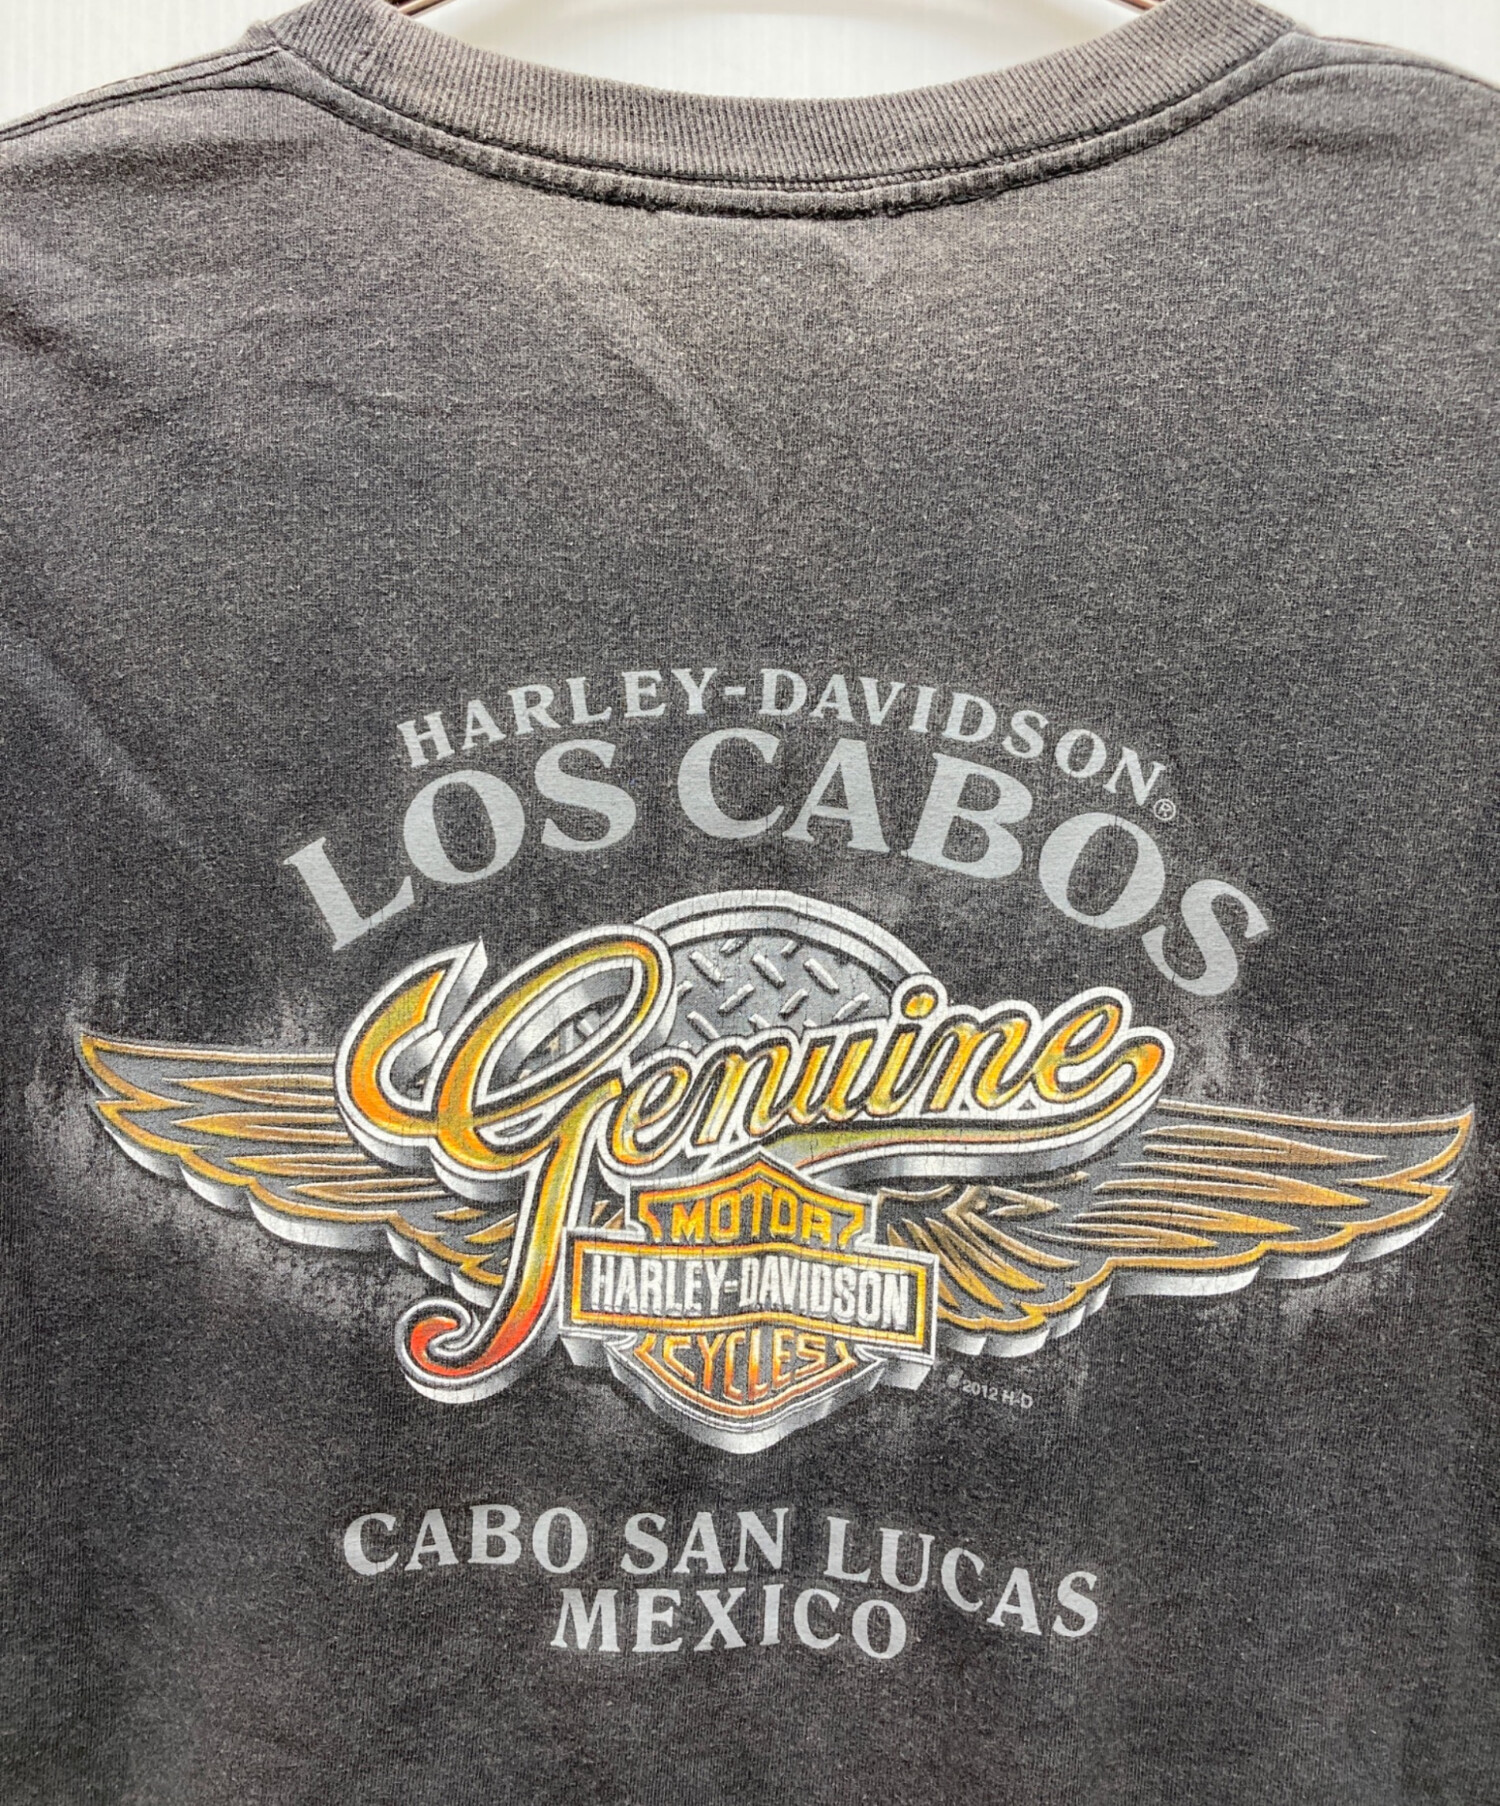 HARLEY-DAVIDSON®
LOS CABOS
Genuine
MOTOR
HARLEY-DAVIDSON
CYCLES
© 2012 H-D
CABO SAN LUCAS
MEXICO